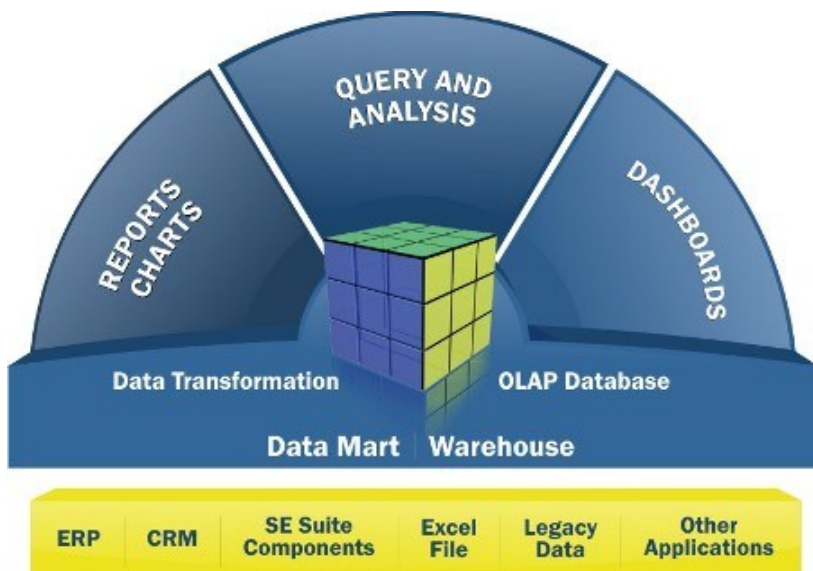 QUERY AND
ANALYSIS
REPORTS
CHARTS
DASHBOARDS
Data Transformation
OLAP Database
Data Mart | Warehouse
ERP
CRM
SE Suite
Components
Excel
File
Legacy
Data
Other
Applications